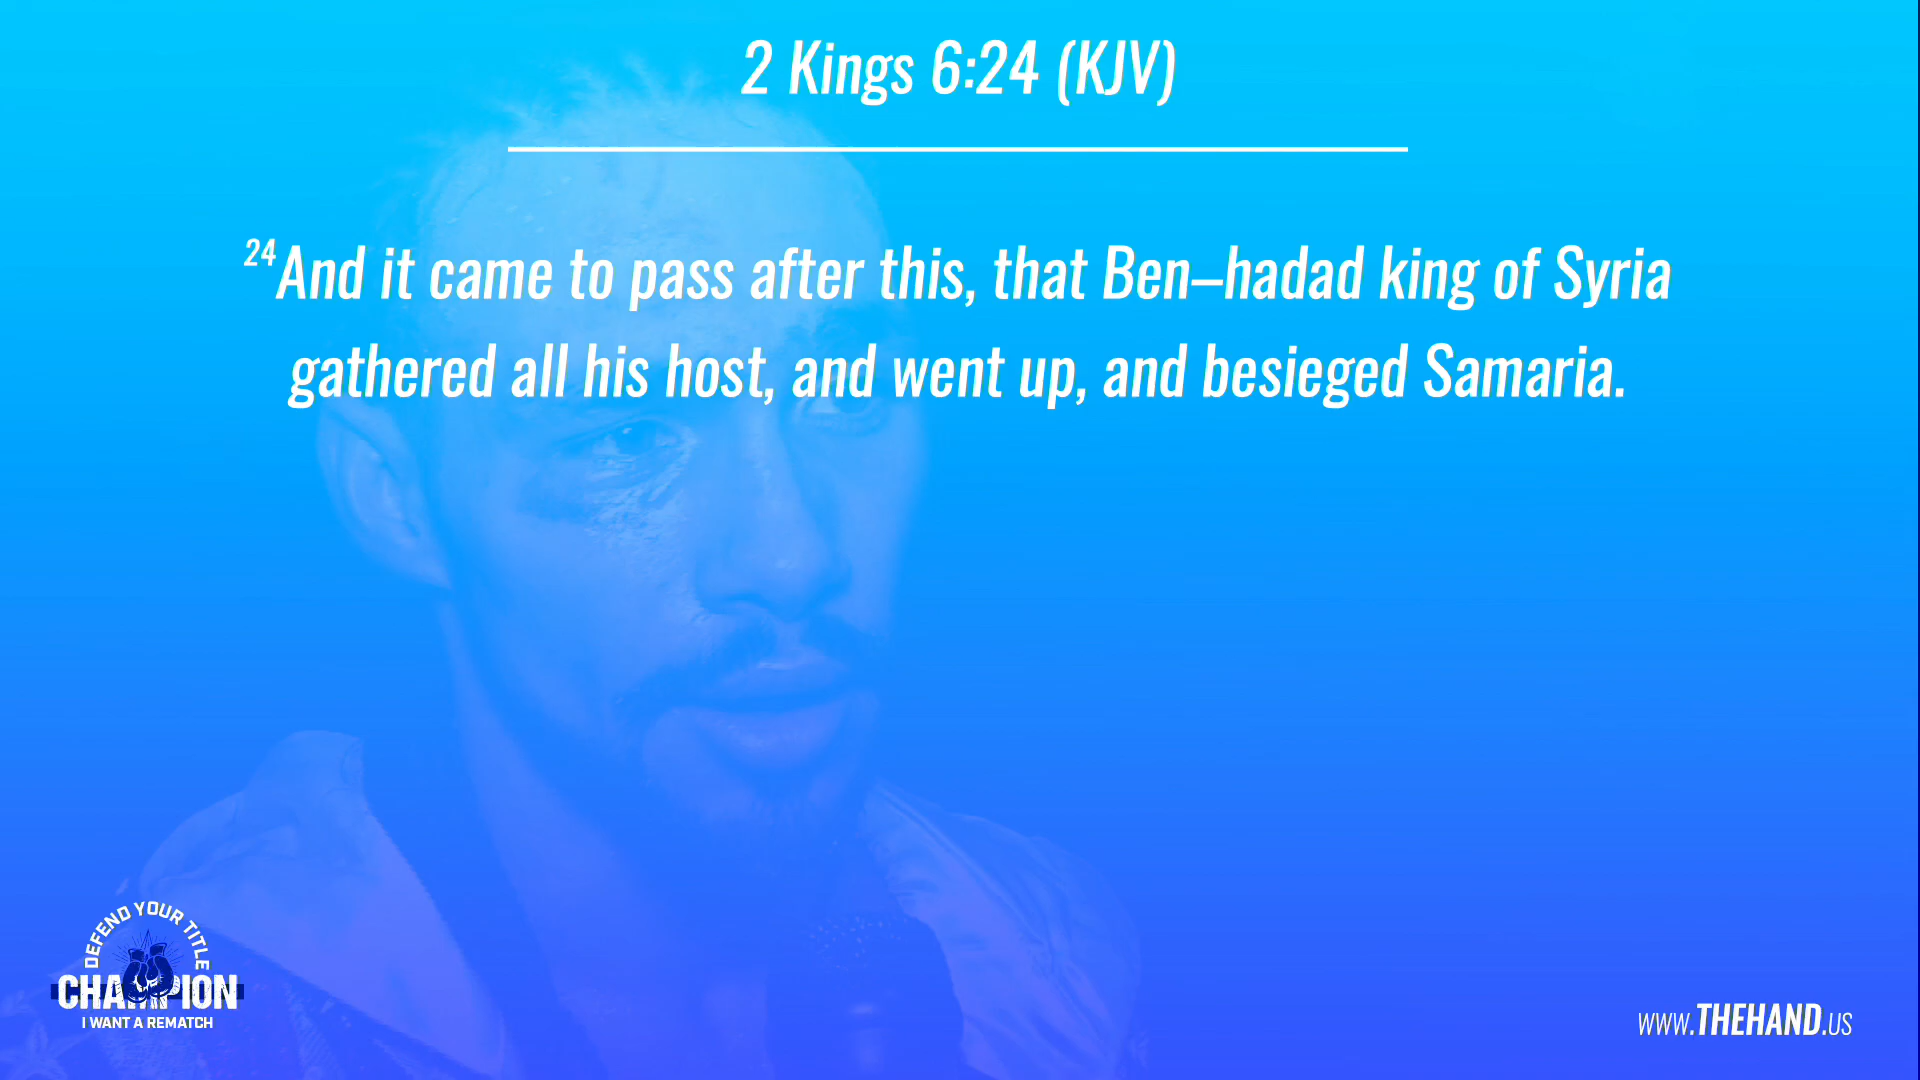 2 Kings 6:24 (KJV)
24And it came to pass after this, that Ben–hadad king of Syria
gathered all his host, and went up, and besieged Samaria.
DEFEND YOUR TITLE
CHAMPION
I WANT A REMATCH
WWW.THEHAND.US